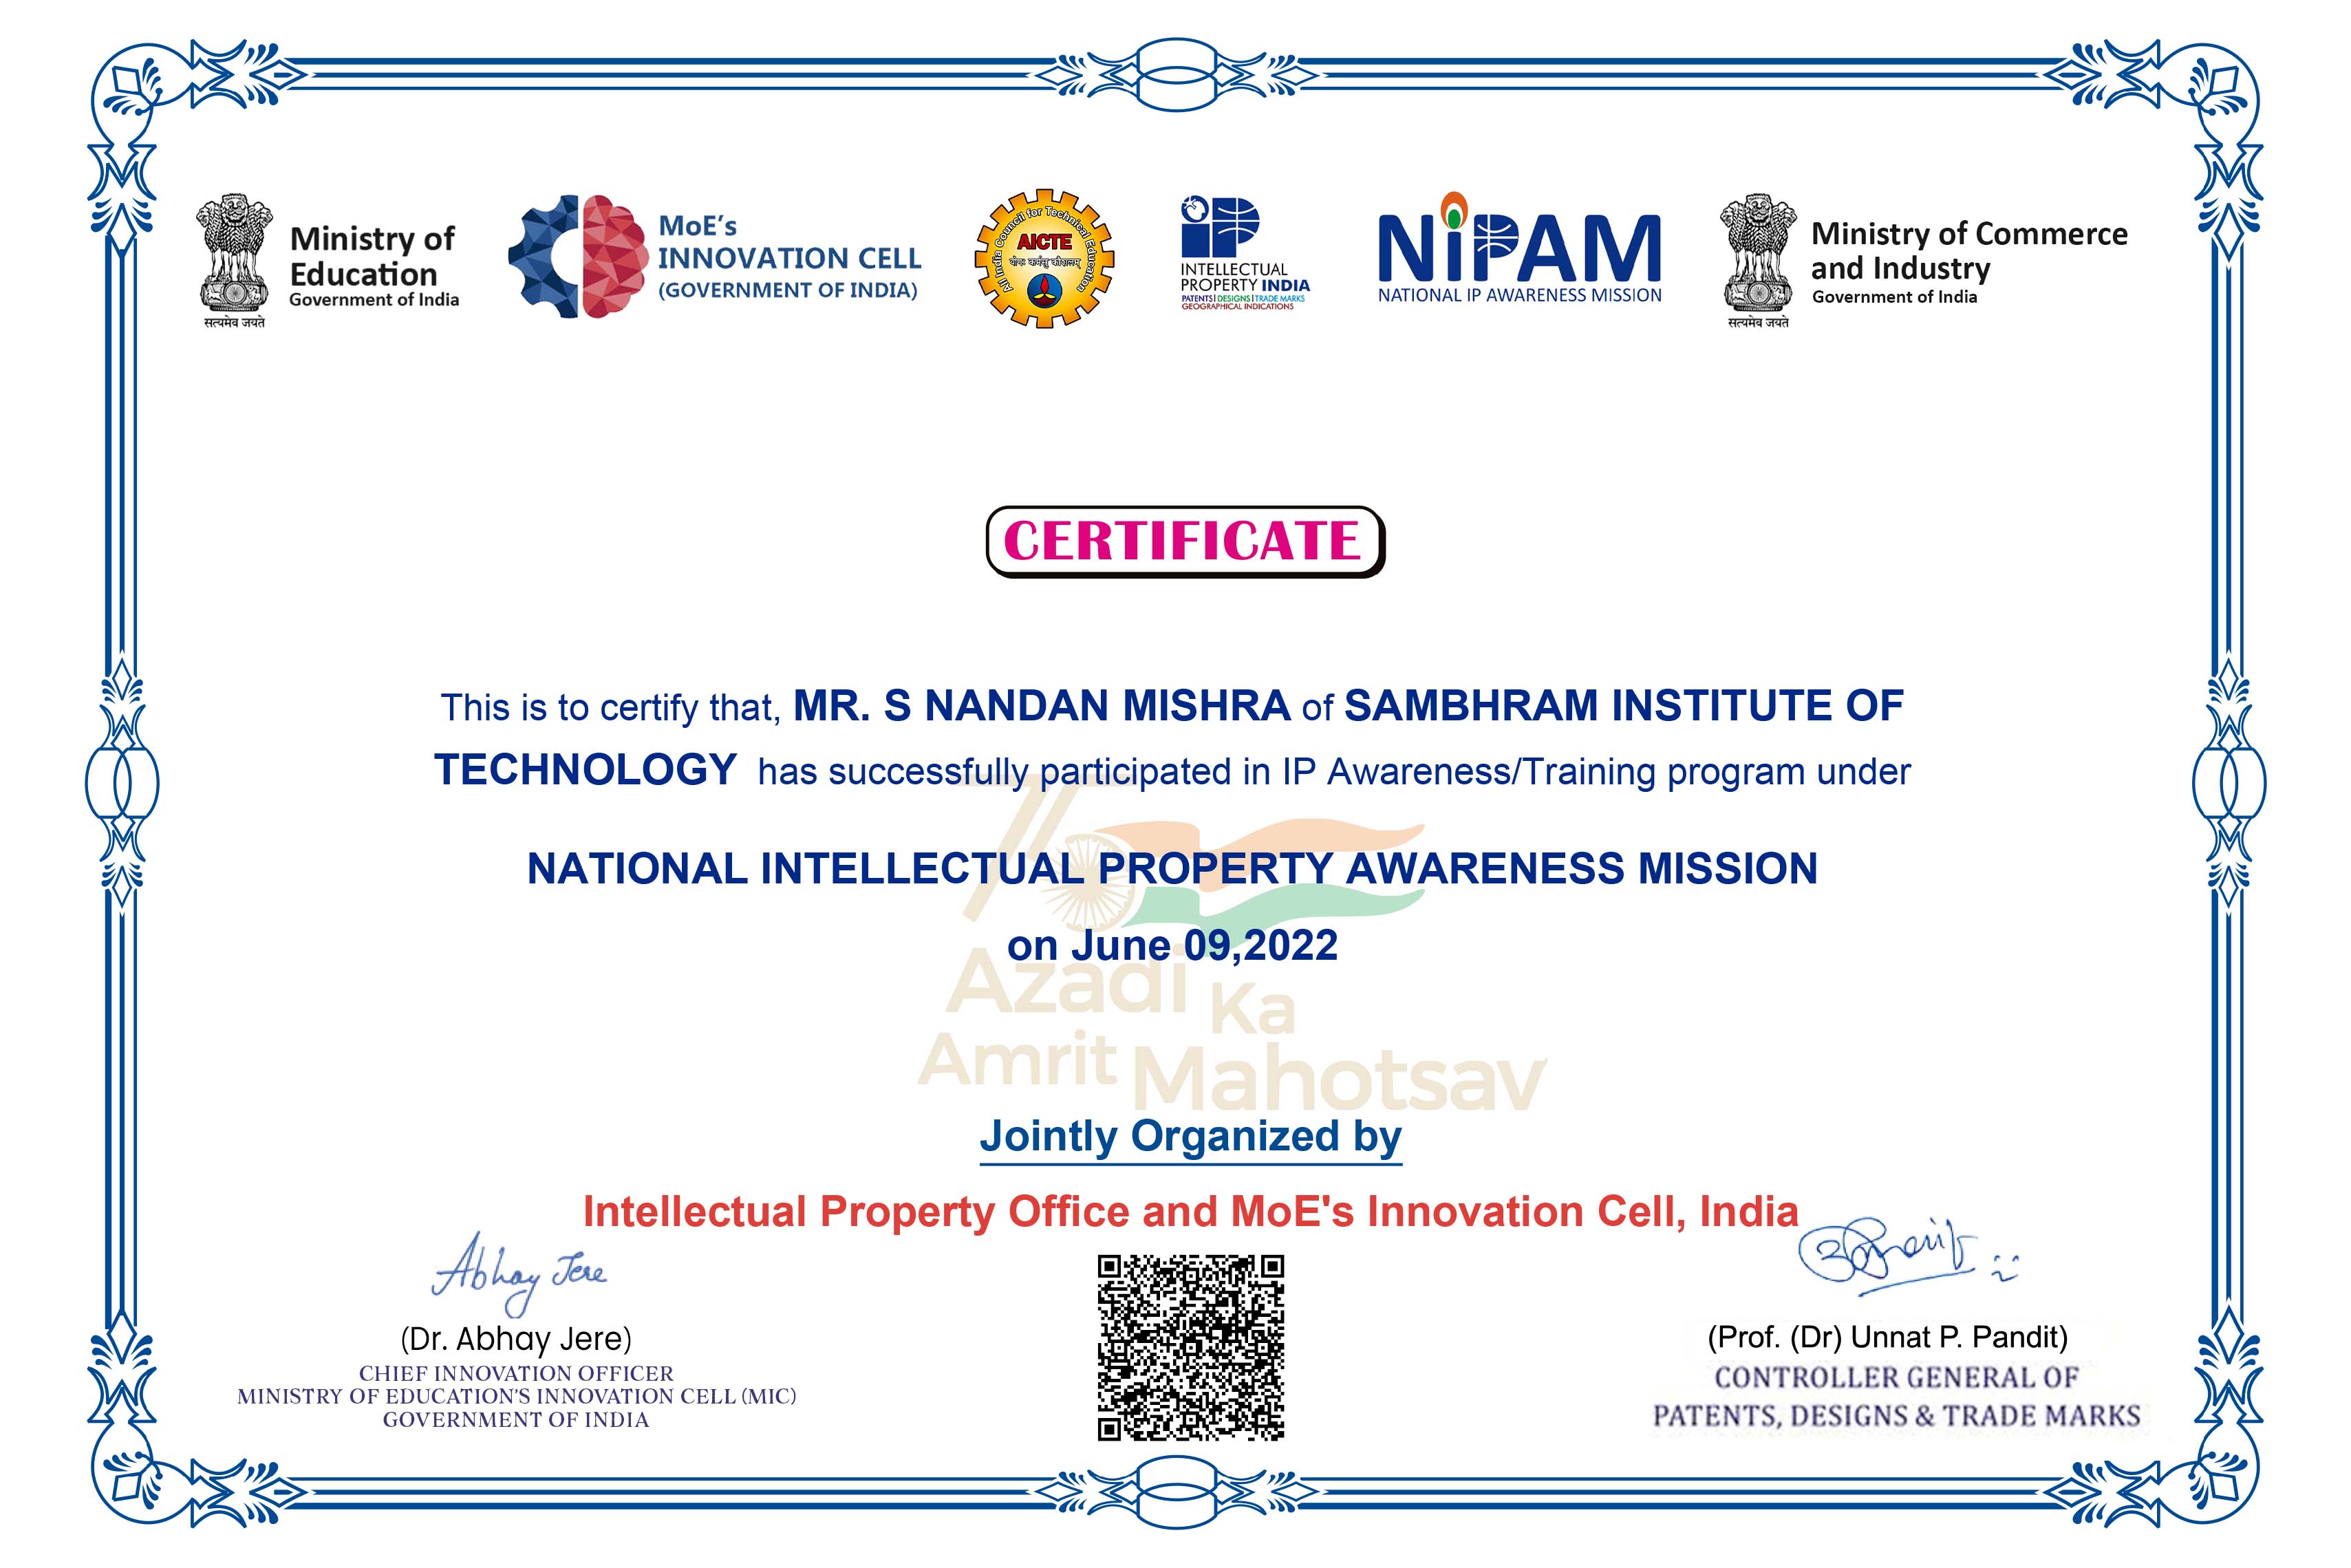 Ministry of
Education
Government of India
सत्यमेव जयते
MoE's
INNOVATION CELL
(GOVERNMENT OF INDIA)
All India Council for Technical Education
AICTE
योगः कर्मसु कौशलम्
IP
INTELLECTUAL
PROPERTY INDIA
PATENTS | DESIGNS | TRADE MARKS
GEOGRAPHICAL INDICATIONS
NiPAM
NATIONAL IP AWARENESS MISSION
सत्यमेव जयते
Ministry of Commerce
and Industry
Government of India
CERTIFICATE
This is to certify that, MR. S NANDAN MISHRA of SAMBHRAM INSTITUTE OF
TECHNOLOGY has successfully participated in IP Awareness/Training program under
NATIONAL INTELLECTUAL PROPERTY AWARENESS MISSION
on June 09,2022
75
Azadi Ka
Amrit Mahotsav
Jointly Organized by
Intellectual Property Office and MoE's Innovation Cell, India
Abhay Jere
(Dr. Abhay Jere)
CHIEF INNOVATION OFFICER
MINISTRY OF EDUCATION'S INNOVATION CELL (MIC)
GOVERNMENT OF INDIA
(Prof. (Dr) Unnat P. Pandit)
CONTROLLER GENERAL OF
PATENTS, DESIGNS & TRADE MARKS